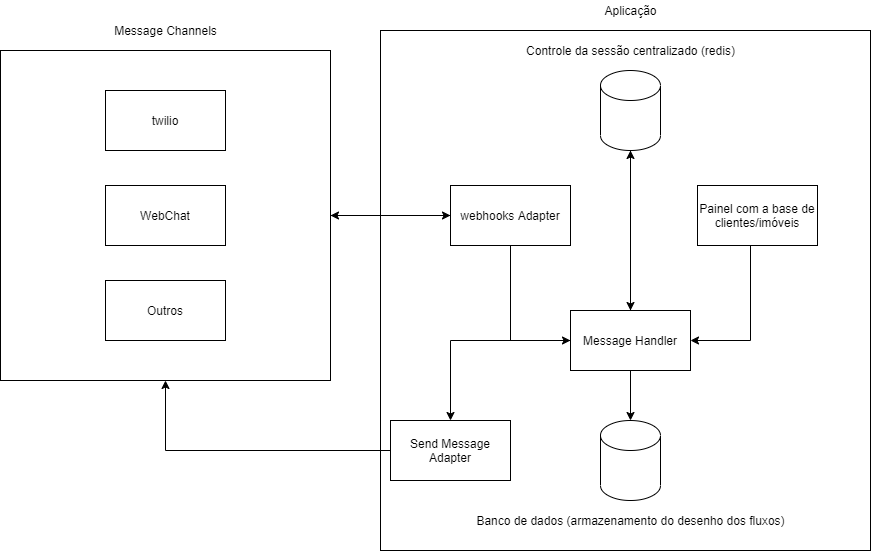 Aplicação
Message Channels
Controle da sessão centralizado (redis)
twilio
WebChat
Outros
webhooks Adapter
Painel com a base de
clientes/imóveis
Message Handler
Send Message
Adapter
Banco de dados (armazenamento do desenho dos fluxos)